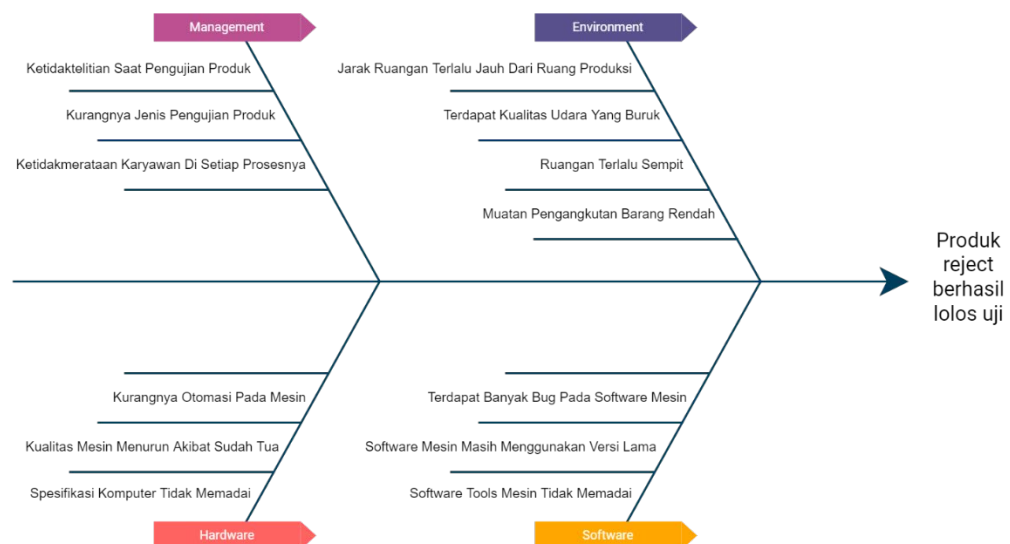 Management
Ketidaktelitian Saat Pengujian Produk
Kurangnya Jenis Pengujian Produk
Ketidakmerataan Karyawan Di Setiap Prosesnya
Environment
Jarak Ruangan Terlalu Jauh Dari Ruang Produksi
Terdapat Kualitas Udara Yang Buruk
Ruangan Terlalu Sempit
Muatan Pengangkutan Barang Rendah
Produk
reject
berhasil
lolos uji
Kurangnya Otomasi Pada Mesin
Kualitas Mesin Menurun Akibat Sudah Tua
Spesifikasi Komputer Tidak Memadai
Hardware
Terdapat Banyak Bug Pada Software Mesin
Software Mesin Masih Menggunakan Versi Lama
Software Tools Mesin Tidak Memadai
Software